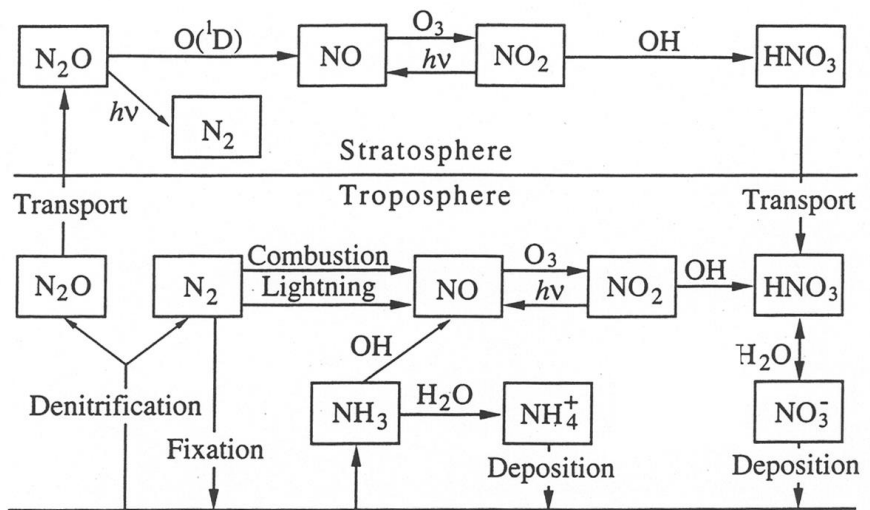 N₂O
O(¹D)
NO
O₃
hν
NO₂
OH
HNO₃
hν
N₂
Stratosphere
Troposphere
Transport
Transport
N₂O
N₂
Combustion
Lightning
NO
O₃
hν
NO₂
OH
HNO₃
OH
H₂O
Denitrification
Fixation
NH₃
H₂O
NH₄⁺
NO₃⁻
Deposition
Deposition